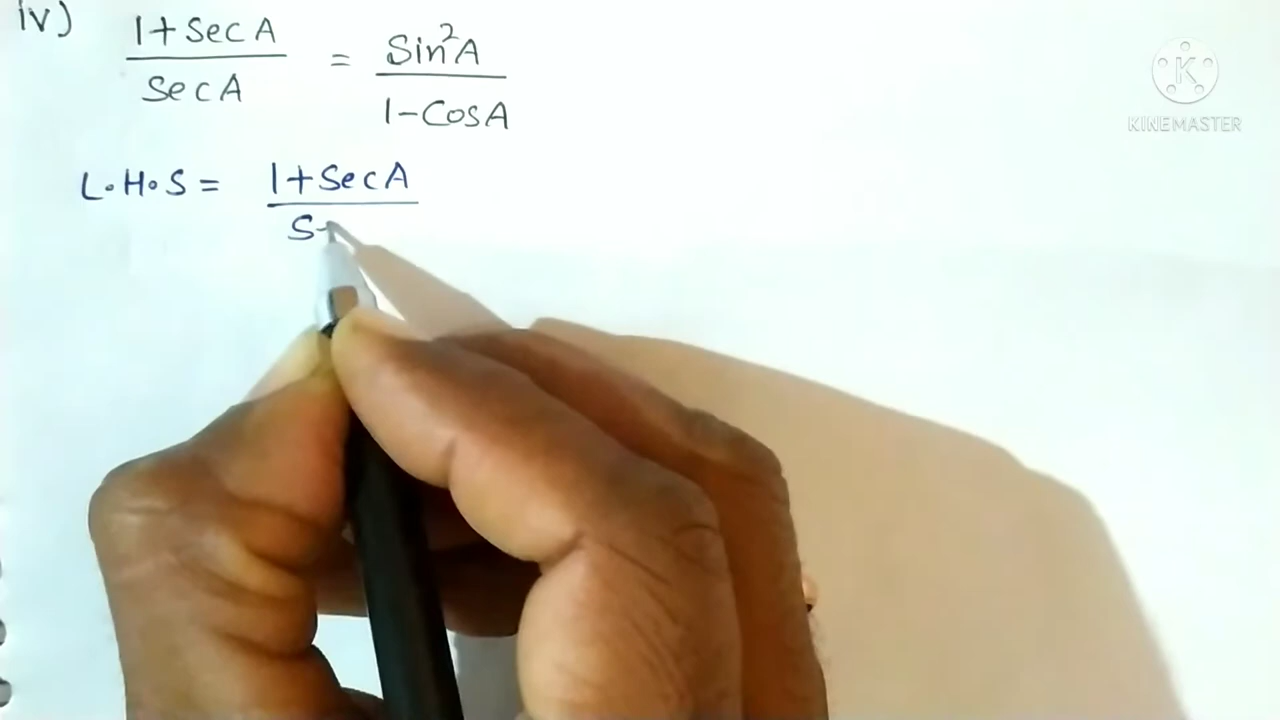 iv) (1+SecA)/(SecA) = (Sin²A)/(1-CosA)
L.H.S = (1+SecA)/(S
KINEMASTER